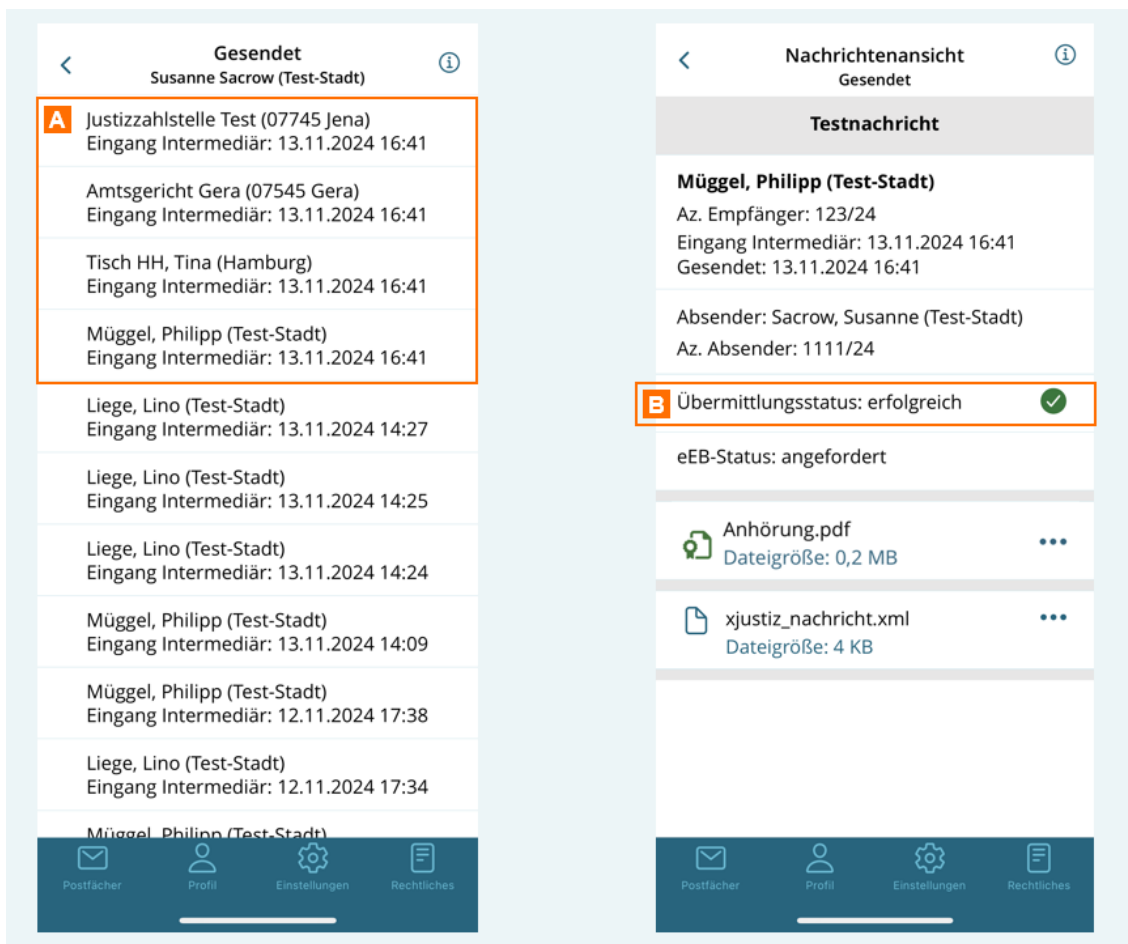 Gesendet
Susanne Sacrow (Test-Stadt)
A
Justizzahlstelle Test (07745 Jena)
Eingang Intermediär: 13.11.2024 16:41
Amtsgericht Gera (07545 Gera)
Eingang Intermediär: 13.11.2024 16:41
Tisch HH, Tina (Hamburg)
Eingang Intermediär: 13.11.2024 16:41
Müggel, Philipp (Test-Stadt)
Eingang Intermediär: 13.11.2024 16:41
Liege, Lino (Test-Stadt)
Eingang Intermediär: 13.11.2024 14:27
Liege, Lino (Test-Stadt)
Eingang Intermediär: 13.11.2024 14:25
Liege, Lino (Test-Stadt)
Eingang Intermediär: 13.11.2024 14:24
Müggel, Philipp (Test-Stadt)
Eingang Intermediär: 13.11.2024 14:09
Müggel, Philipp (Test-Stadt)
Eingang Intermediär: 12.11.2024 17:38
Liege, Lino (Test-Stadt)
Eingang Intermediär: 12.11.2024 17:34
Müggel, Philipp (Test-Stadt)
Postfächer Profil Einstellungen Rechtliches
Nachrichtenansicht
Gesendet
Testnachricht
Müggel, Philipp (Test-Stadt)
Az. Empfänger: 123/24
Eingang Intermediär: 13.11.2024 16:41
Gesendet: 13.11.2024 16:41
Absender: Sacrow, Susanne (Test-Stadt)
Az. Absender: 1111/24
B Übermittlungsstatus: erfolgreich
eEB-Status: angefordert
Anhörung.pdf
Dateigröße: 0,2 MB
xjustiz_nachricht.xml
Dateigröße: 4 KB
Postfächer Profil Einstellungen Rechtliches